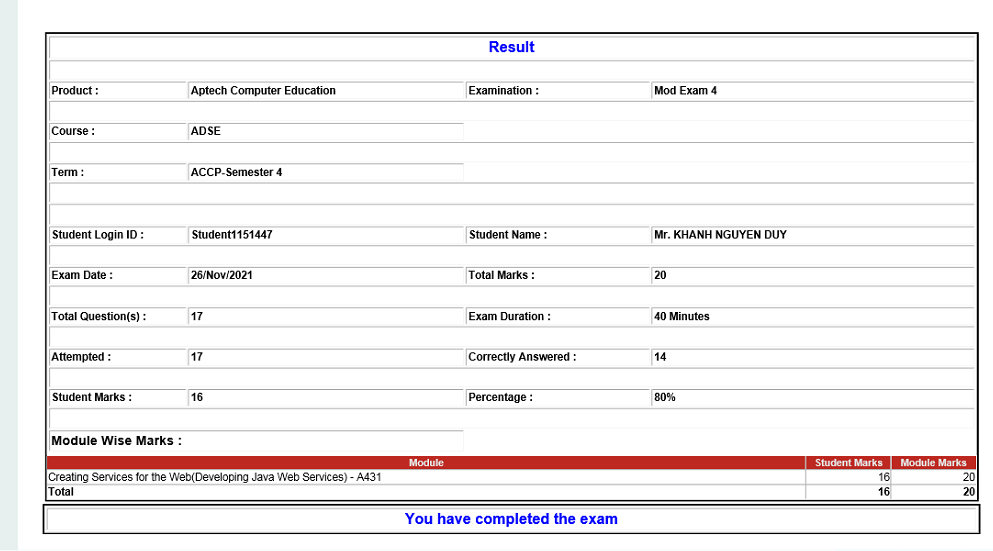 Result
Product : Aptech Computer Education Examination : Mod Exam 4
Course : ADSE
Term : ACCP-Semester 4
Student Login ID : Student1151447 Student Name : Mr. KHANH NGUYEN DUY
Exam Date : 26/Nov/2021 Total Marks : 20
Total Question(s) : 17 Exam Duration : 40 Minutes
Attempted : 17 Correctly Answered : 14
Student Marks : 16 Percentage : 80%
Module Wise Marks :
Module Student Marks Module Marks
Creating Services for the Web(Developing Java Web Services) - A431 16 20
Total 16 20
You have completed the exam